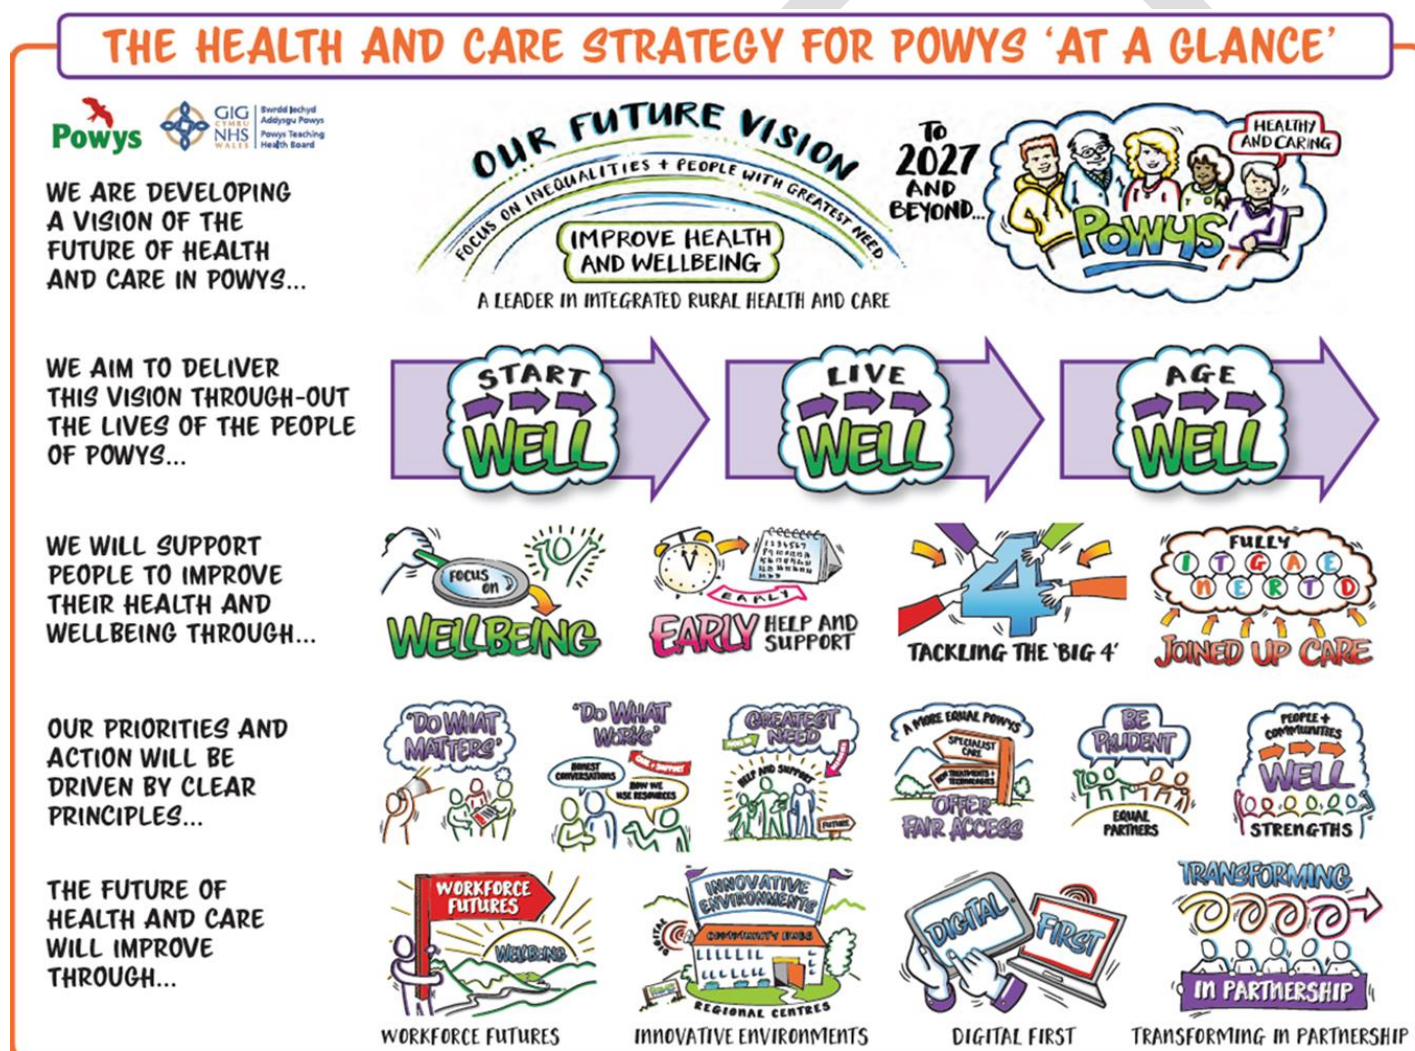 THE HEALTH AND CARE STRATEGY FOR POWYS 'AT A GLANCE'
Powys
GIG
CYMRU
NHS
WALES
Bwrdd Iechyd
Addysgu Powys
Powys Teaching
Health Board
WE ARE DEVELOPING
A VISION OF THE
FUTURE OF HEALTH
AND CARE IN POWYS...
OUR FUTURE VISION
FOCUS ON INEQUALITIES + PEOPLE WITH GREATEST NEED
IMPROVE HEALTH
AND WELLBEING
A LEADER IN INTEGRATED RURAL HEALTH AND CARE
TO
2027
AND
BEYOND...
HEALTHY
AND CARING
POWYS
WE AIM TO DELIVER
THIS VISION THROUGH-OUT
THE LIVES OF THE PEOPLE
OF POWYS...
START
WELL
LIVE
WELL
AGE
WELL
WE WILL SUPPORT
PEOPLE TO IMPROVE
THEIR HEALTH AND
WELLBEING THROUGH...
FOCUS
on
WELLBEING
EARLY
EARLY HELP AND
SUPPORT
4
TACKLING THE 'BIG 4'
FULLY
INTEGRATED
JOINED UP CARE
OUR PRIORITIES AND
ACTION WILL BE
DRIVEN BY CLEAR
PRINCIPLES...
'DO WHAT
MATTERS'
'DO WHAT
WORKS'
HONEST
CONVERSATIONS
CARE + SUPPORT
HOW WE
USE RESOURCES
GREATEST
NEED
HELP AND SUPPORT
FUTURE
A MORE EQUAL POWYS
SPECIALIST
CARE
NEW TREATMENTS +
TECHNOLOGIES
OFFER
FAIR ACCESS
BE
PRUDENT
EQUAL
PARTNERS
PEOPLE +
COMMUNITIES
WELL
STRENGTHS
THE FUTURE OF
HEALTH AND CARE
WILL IMPROVE
THROUGH...
WORKFORCE
FUTURES
WELLBEING
WORKFORCE FUTURES
INNOVATIVE
ENVIRONMENTS
DIGITAL
COMMUNITY HUBS
REGIONAL CENTRES
INNOVATIVE ENVIRONMENTS
DIGITAL
FIRST
DIGITAL FIRST
TRANSFORMING
IN PARTNERSHIP
TRANSFORMING IN PARTNERSHIP